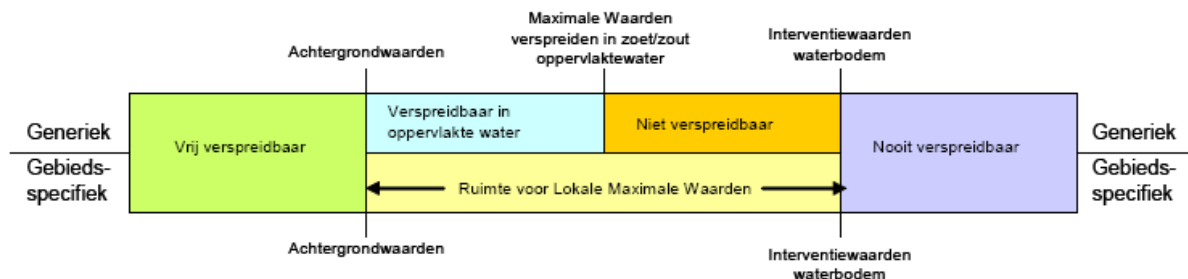 Maximale Waarden
verspreiden in zoet/zout
oppervlaktewater
Achtergrondwaarden
Interventiewaarden
waterbodem
Generiek
Gebieds-
specifiek
Vrij verspreidbaar
Verspreidbaar in
oppervlakte water
Niet verspreidbaar
Nooit verspreidbaar
Ruimte voor Lokale Maximale Waarden
Generiek
Gebieds-
specifiek
Achtergrondwaarden
Interventiewaarden
waterbodem